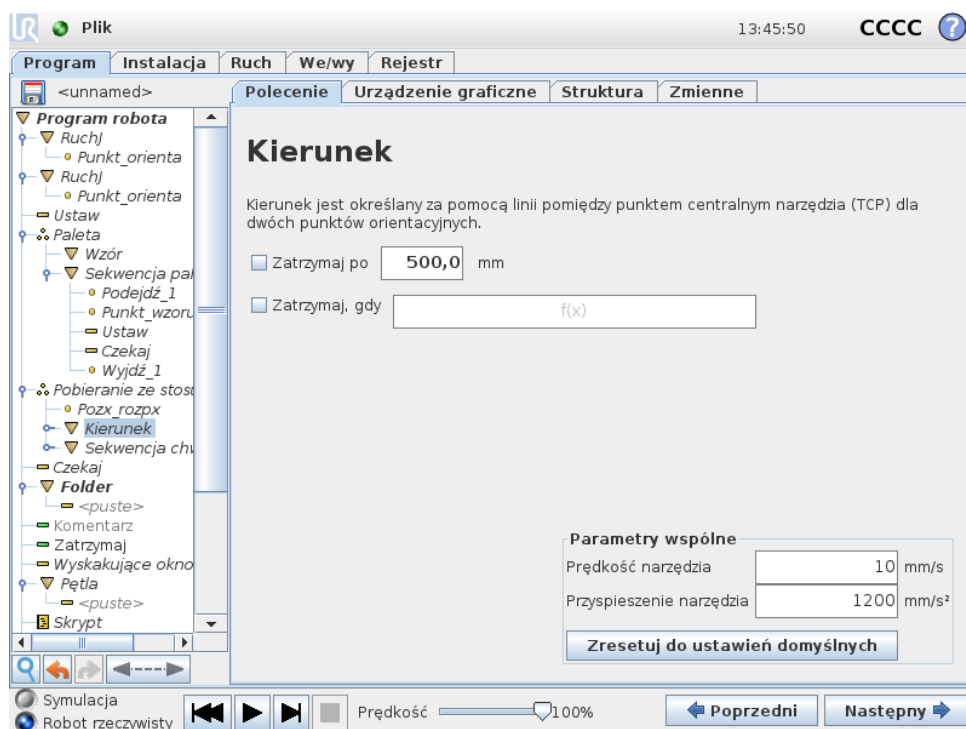 UR Plik 13:45:50 CCCC ?
Program Instalacja Ruch We/wy Rejestr
<unnamed>
Polecenie Urządzenie graficzne Struktura Zmienne
Program robota
RuchJ
Punkt_orienta
RuchJ
Punkt_orienta
Ustaw
Paleta
Wzór
Sekwencja pal
Podejdź_1
Punkt_wzoru
Ustaw
Czekaj
Wyjdź_1
Pobieranie ze stosu
Pozx_rozpx
Kierunek
Sekwencja chw
Czekaj
Folder
<puste>
Komentarz
Zatrzymaj
Wyskakujące okno
Pętla
<puste>
Skrypt
Kierunek
Kierunek jest określany za pomocą linii pomiędzy punktem centralnym narzędzia (TCP) dla
dwóch punktów orientacyjnych.
Zatrzymaj po 500,0 mm
Zatrzymaj, gdy f(x)
Parametry wspólne
Prędkość narzędzia 10 mm/s
Przyspieszenie narzędzia 1200 mm/s²
Zresetuj do ustawień domyślnych
Symulacja
Robot rzeczywisty
Prędkość 100%
Poprzedni Następny